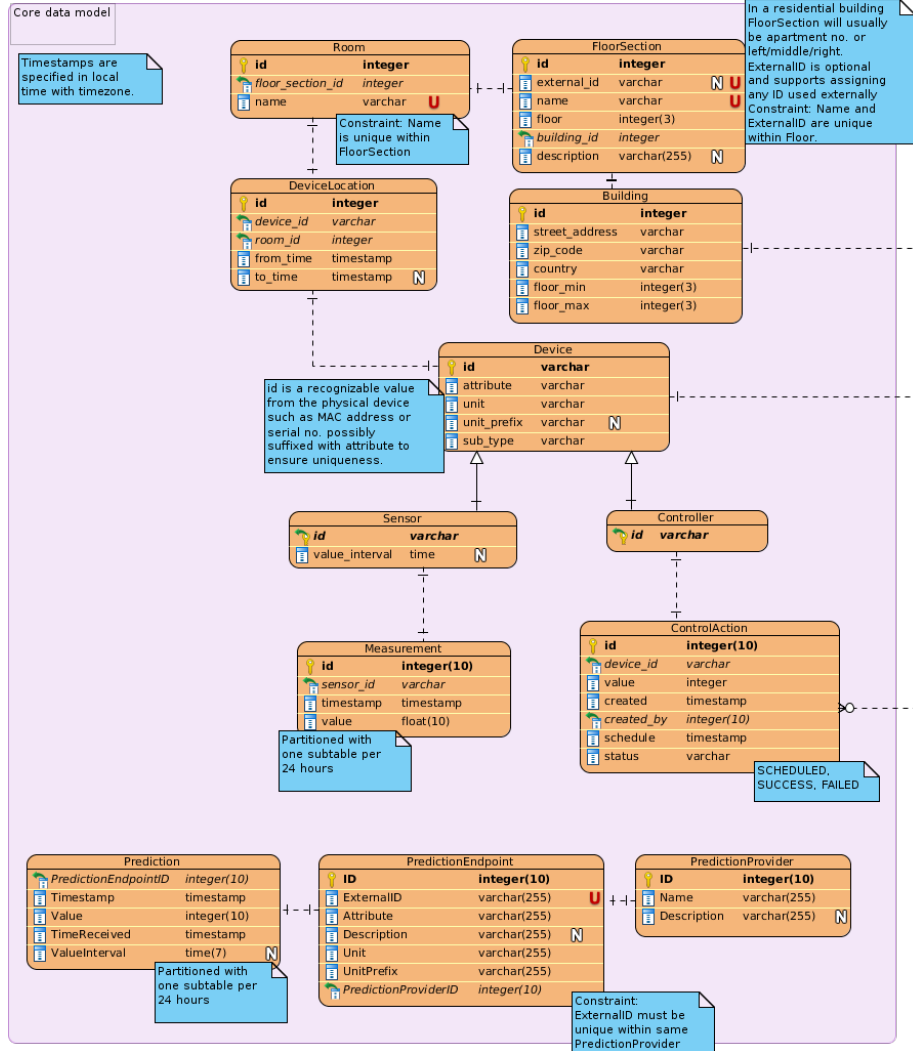 Core data model
Timestamps are
specified in local
time with timezone.
In a residential building
FloorSection will usually
be apartment no. or
left/middle/right.
ExternalID is optional
and supports assigning
any ID used externally
Constraint: Name and
ExternalID are unique
within Floor.
Room
id integer
floor_section_id integer
name varchar U
Constraint: Name
is unique within
FloorSection
FloorSection
id integer
external_id varchar N U
name varchar U
floor integer(3)
building_id integer
description varchar(255) N
DeviceLocation
id integer
device_id varchar
room_id integer
from_time timestamp
to_time timestamp N
Building
id integer
street_address varchar
zip_code varchar
country varchar
floor_min integer(3)
floor_max integer(3)
Device
id varchar
attribute varchar
unit varchar
unit_prefix varchar N
sub_type varchar
id is a recognizable value
from the physical device
such as MAC address or
serial no. possibly
suffixed with attribute to
ensure uniqueness.
Sensor
id varchar
value_interval time N
Controller
id varchar
Measurement
id integer(10)
sensor_id varchar
timestamp timestamp
value float(10)
Partitioned with
one subtable per
24 hours
ControlAction
id integer(10)
device_id varchar
value integer
created timestamp
created_by integer(10)
schedule timestamp
status varchar
SCHEDULED,
SUCCESS, FAILED
Prediction
PredictionEndpointID integer(10)
Timestamp timestamp
Value integer(10)
TimeReceived timestamp
ValueInterval time(7) N
Partitioned with
one subtable per
24 hours
PredictionEndpoint
ID integer(10)
ExternalID varchar(255) U
Attribute varchar(255)
Description varchar(255) N
Unit varchar(255)
UnitPrefix varchar(255)
PredictionProviderID integer(10)
Constraint:
ExternalID must be
unique within same
PredictionProvider
PredictionProvider
ID integer(10)
Name varchar(255)
Description varchar(255) N